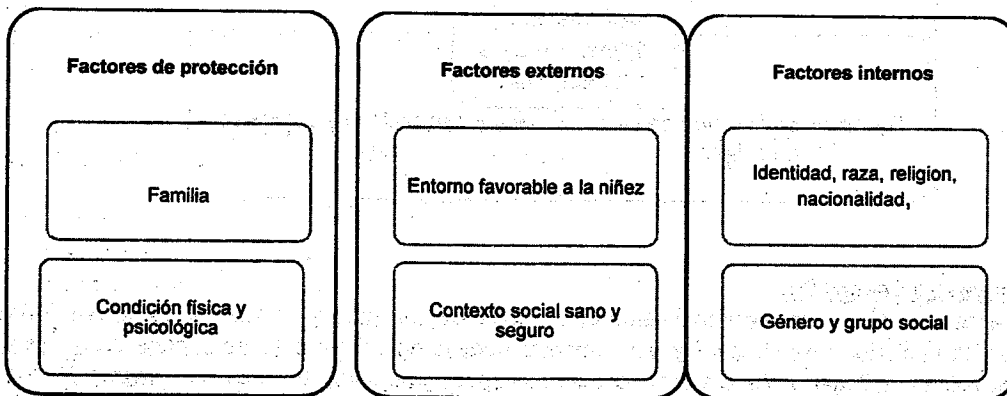 Factores de protección
Familia
Condición física y
psicológica
Factores externos
Entorno favorable a la niñez
Contexto social sano y
seguro
Factores internos
Identidad, raza, religion,
nacionalidad,
Género y grupo social